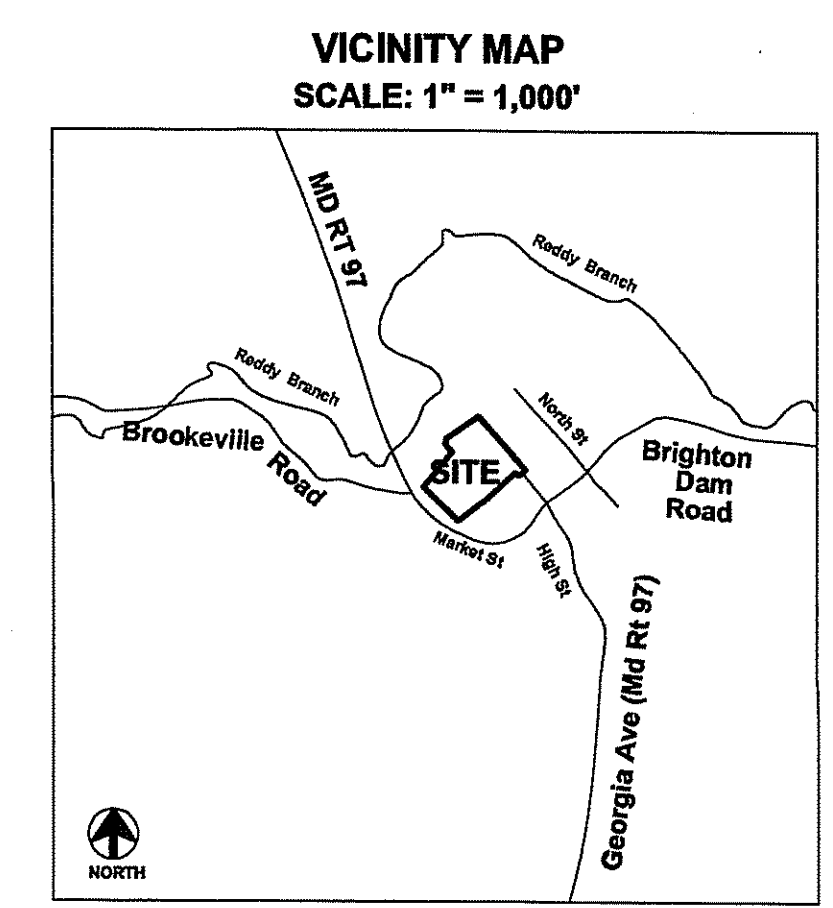 VICINITY MAP
SCALE: 1" = 1,000'
MD RT 97
Reddy Branch
Reddy Branch
North St
Brookeville
Road
SITE
Brighton
Dam
Road
Market St
High St
Georgia Ave (Md Rt 97)
NORTH